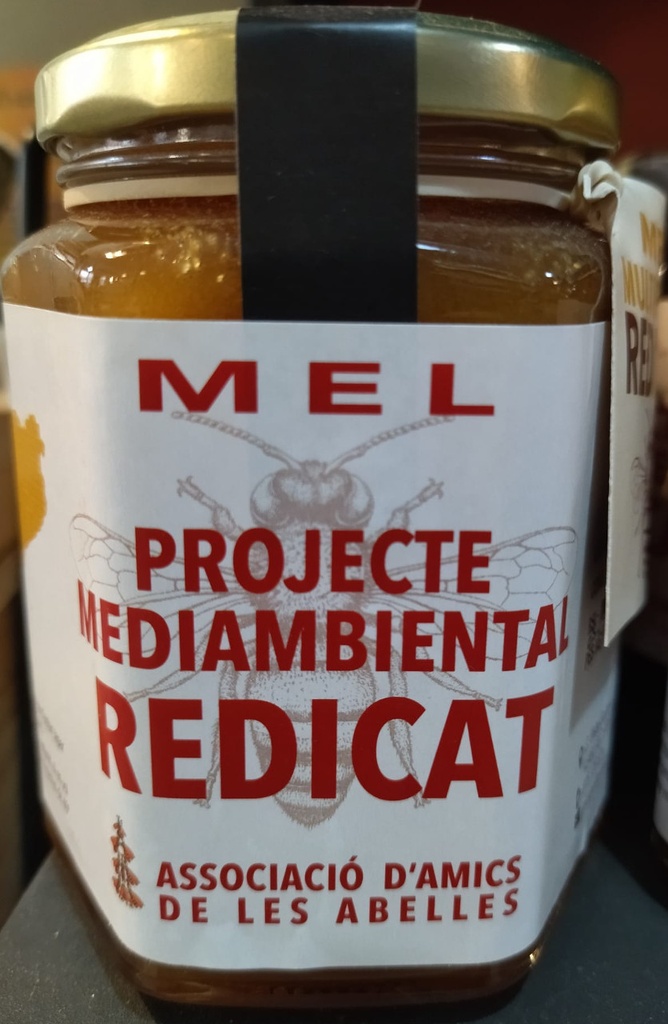 MEL
PROJECTE
MEDIAMBIENTAL
REDICAT
ASSOCIACIÓ D'AMICS
DE LES ABELLES